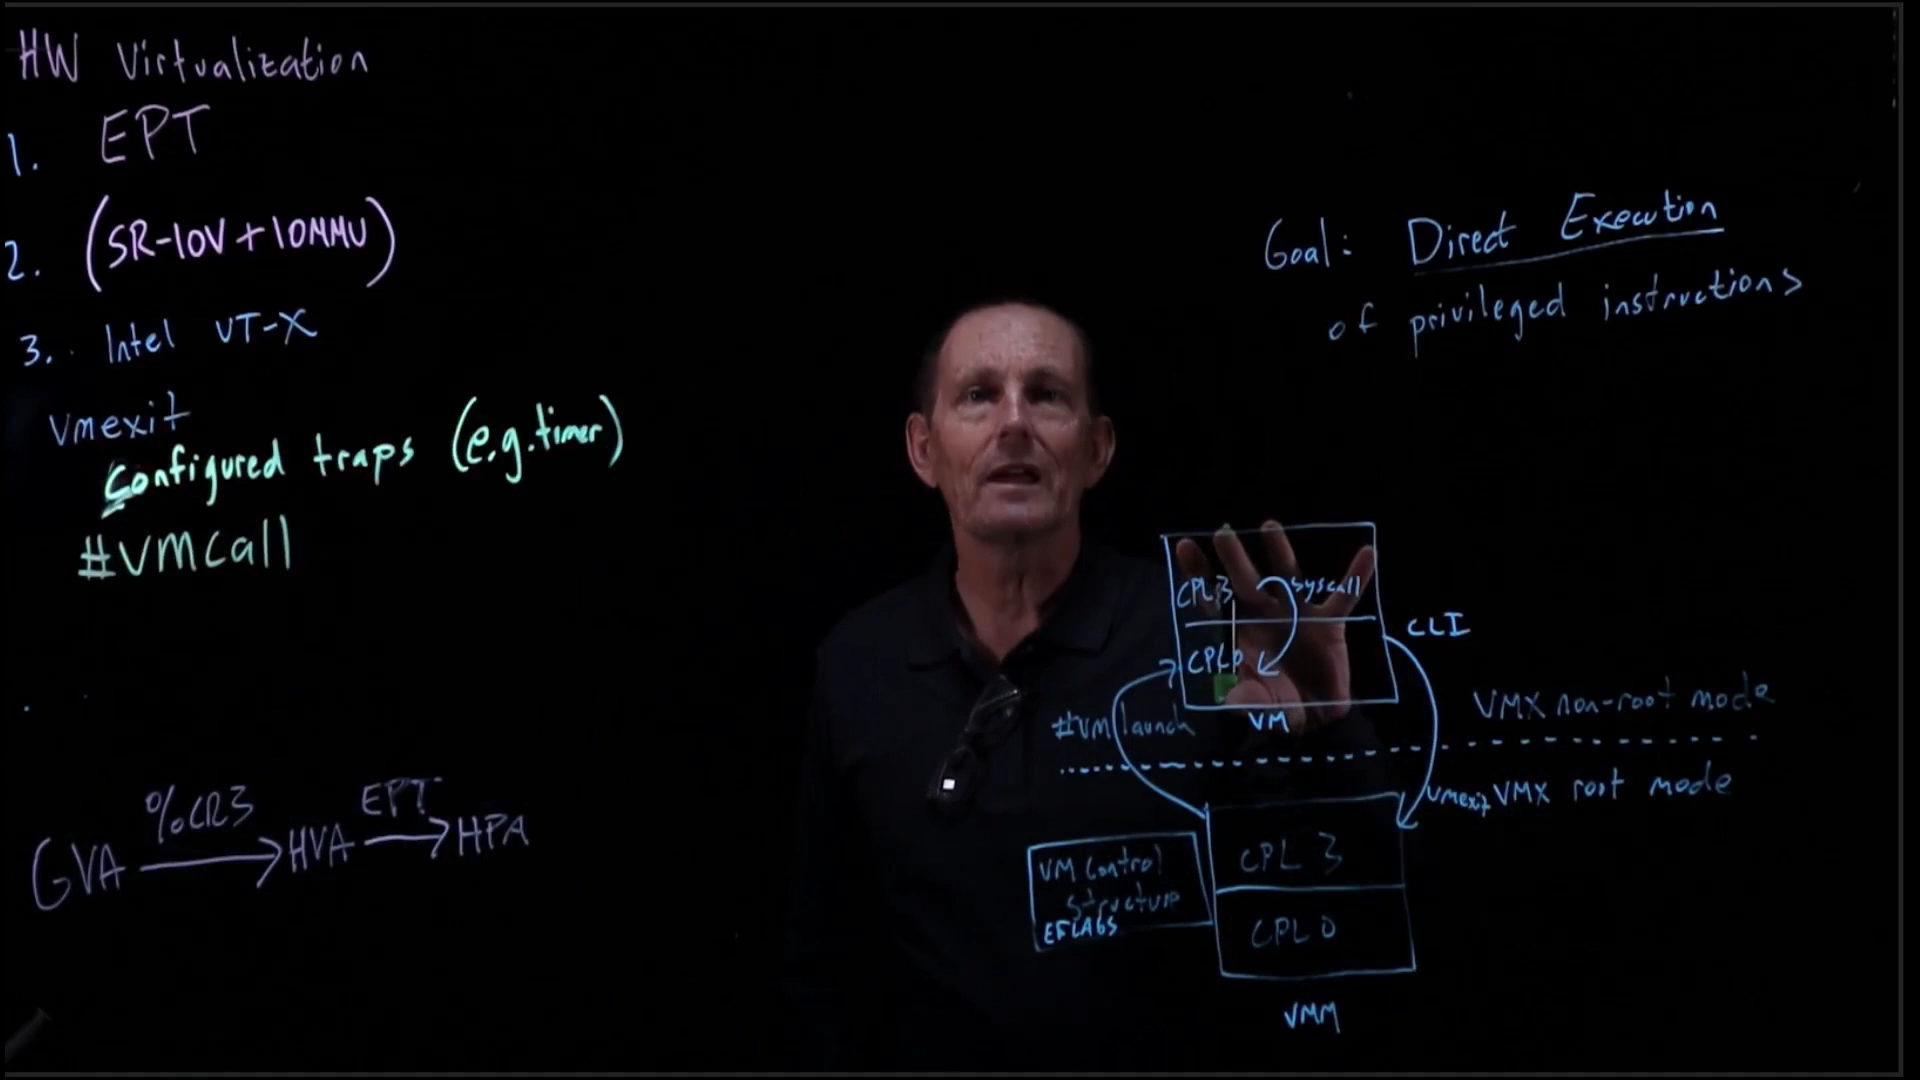 HW Virtualization
1. EPT
2. (SR-IOV + IOMMU)
3. Intel VT-X
vmexit
Configured traps (e.g. timer)
#VMCall
GVA %CR3 HVA EPT HPA
Goal: Direct Execution
of privileged instructions
CPL 3 syscall
CLI
CPL 0
#VM launch
VM
VMX non-root mode
vmexit VMX root mode
CPL 3
VM Control
Structure
EFLAGS
CPL 0
VMM